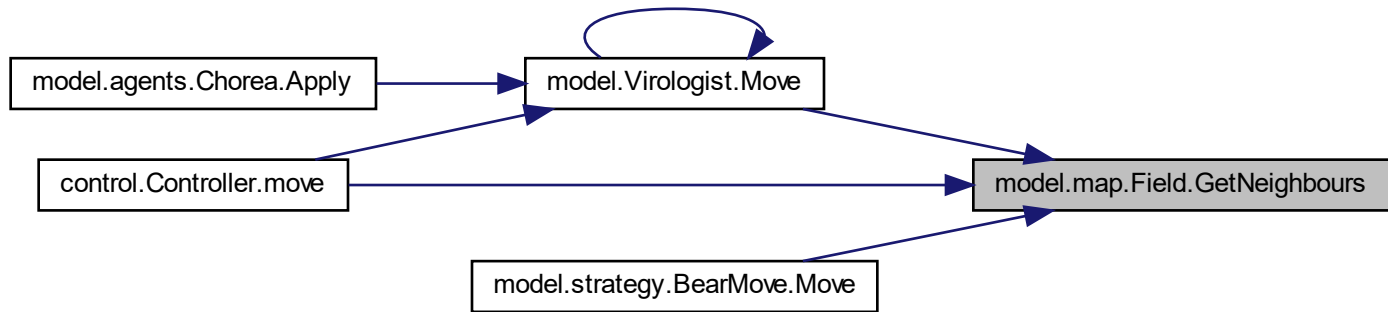 model.agents.Chorea.Apply
model.Virologist.Move
control.Controller.move
model.map.Field.GetNeighbours
model.strategy.BearMove.Move